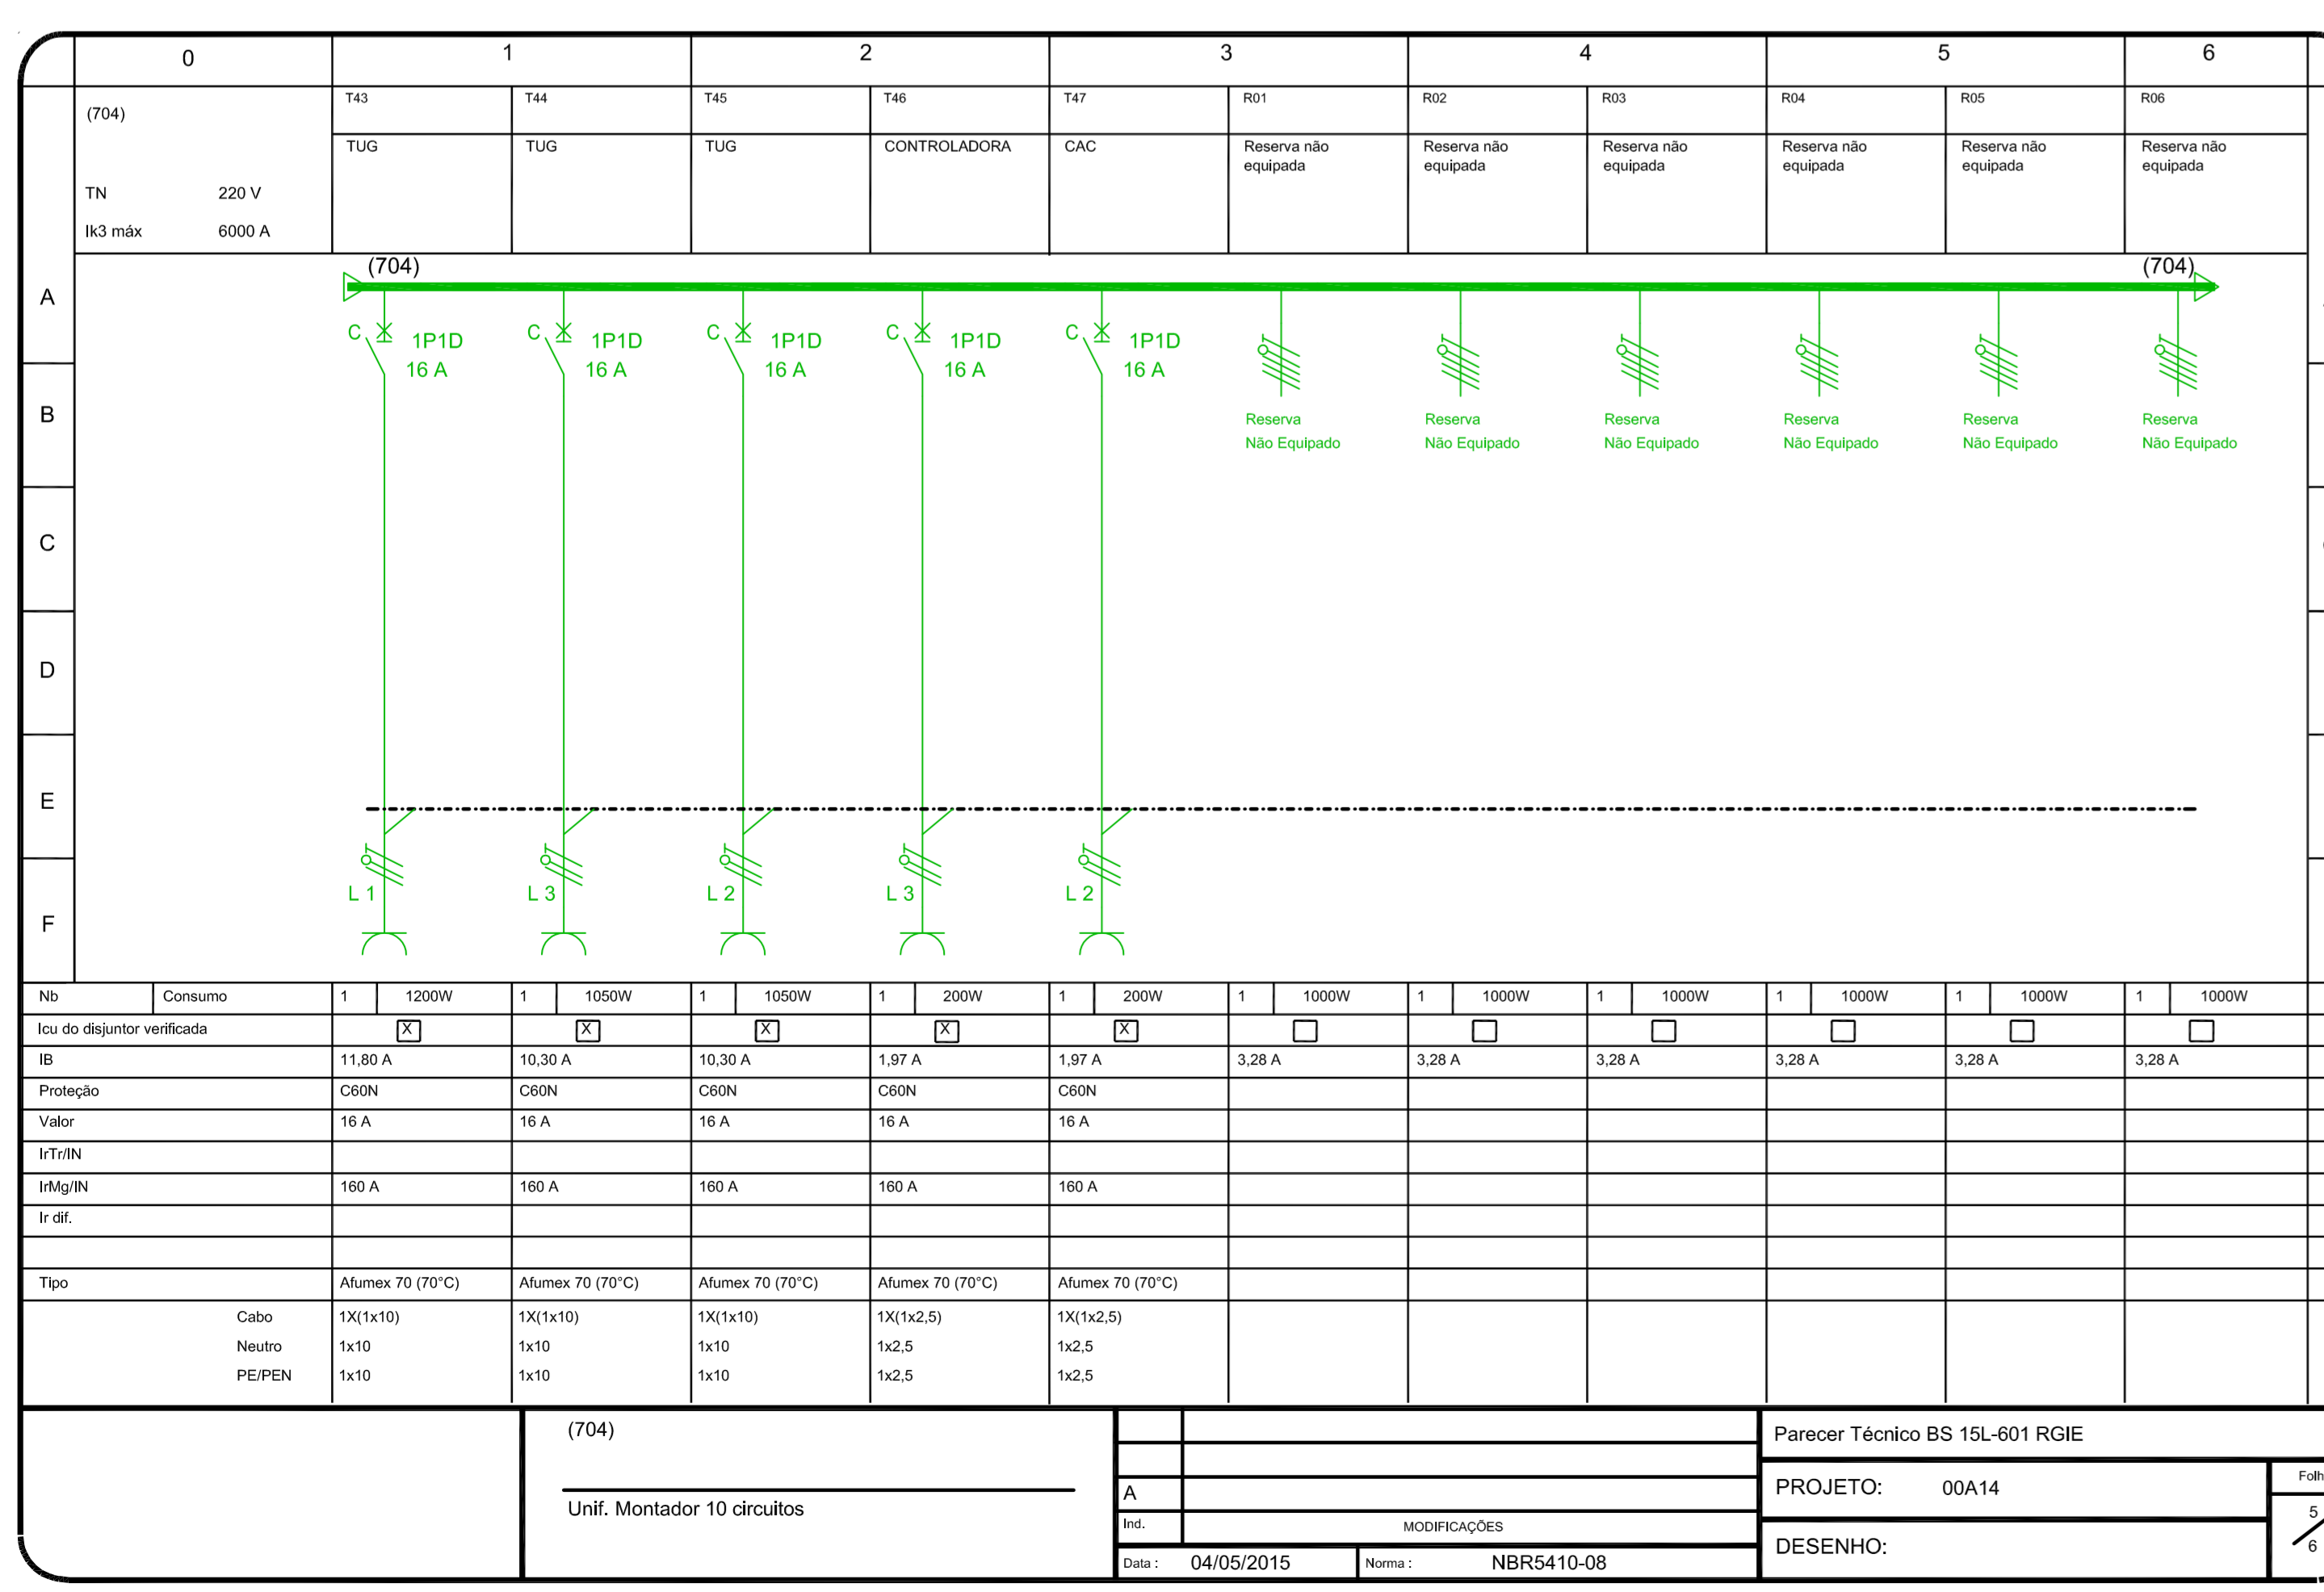 0 1 2 3 4 5 6
(704) T43 T44 T45 T46 T47 R01 R02 R03 R04 R05 R06
TUG TUG TUG CONTROLADORA CAC Reserva não Reserva não Reserva não Reserva não Reserva não Reserva não
equipada equipada equipada equipada equipada equipada
TN 220 V
Ik3 máx 6000 A
(704) (704)
A
C 1P1D C 1P1D C 1P1D C 1P1D C 1P1D
16 A 16 A 16 A 16 A 16 A
B
Reserva Reserva Reserva Reserva Reserva Reserva
Não Equipado Não Equipado Não Equipado Não Equipado Não Equipado Não Equipado
C
D
E
L 1 L 3 L 2 L 3 L 2
F
Nb Consumo 1 1200W 1 1050W 1 1050W 1 200W 1 200W 1 1000W 1 1000W 1 1000W 1 1000W 1 1000W 1 1000W
Icu do disjuntor verificada X X X X X
IB 11,80 A 10,30 A 10,30 A 1,97 A 1,97 A 3,28 A 3,28 A 3,28 A 3,28 A 3,28 A 3,28 A
Proteção C60N C60N C60N C60N C60N
Valor 16 A 16 A 16 A 16 A 16 A
IrTr/IN
IrMg/IN 160 A 160 A 160 A 160 A 160 A
Ir dif.
Tipo Afumex 70 (70°C) Afumex 70 (70°C) Afumex 70 (70°C) Afumex 70 (70°C) Afumex 70 (70°C)
Cabo 1X(1x10) 1X(1x10) 1X(1x10) 1X(1x2,5) 1X(1x2,5)
Neutro 1x10 1x10 1x10 1x2,5 1x2,5
PE/PEN 1x10 1x10 1x10 1x2,5 1x2,5
(704)
Unif. Montador 10 circuitos
A
Ind. MODIFICAÇÕES
Data : 04/05/2015 Norma : NBR5410-08
Parecer Técnico BS 15L-601 RGIE
PROJETO: 00A14
DESENHO:
5
6